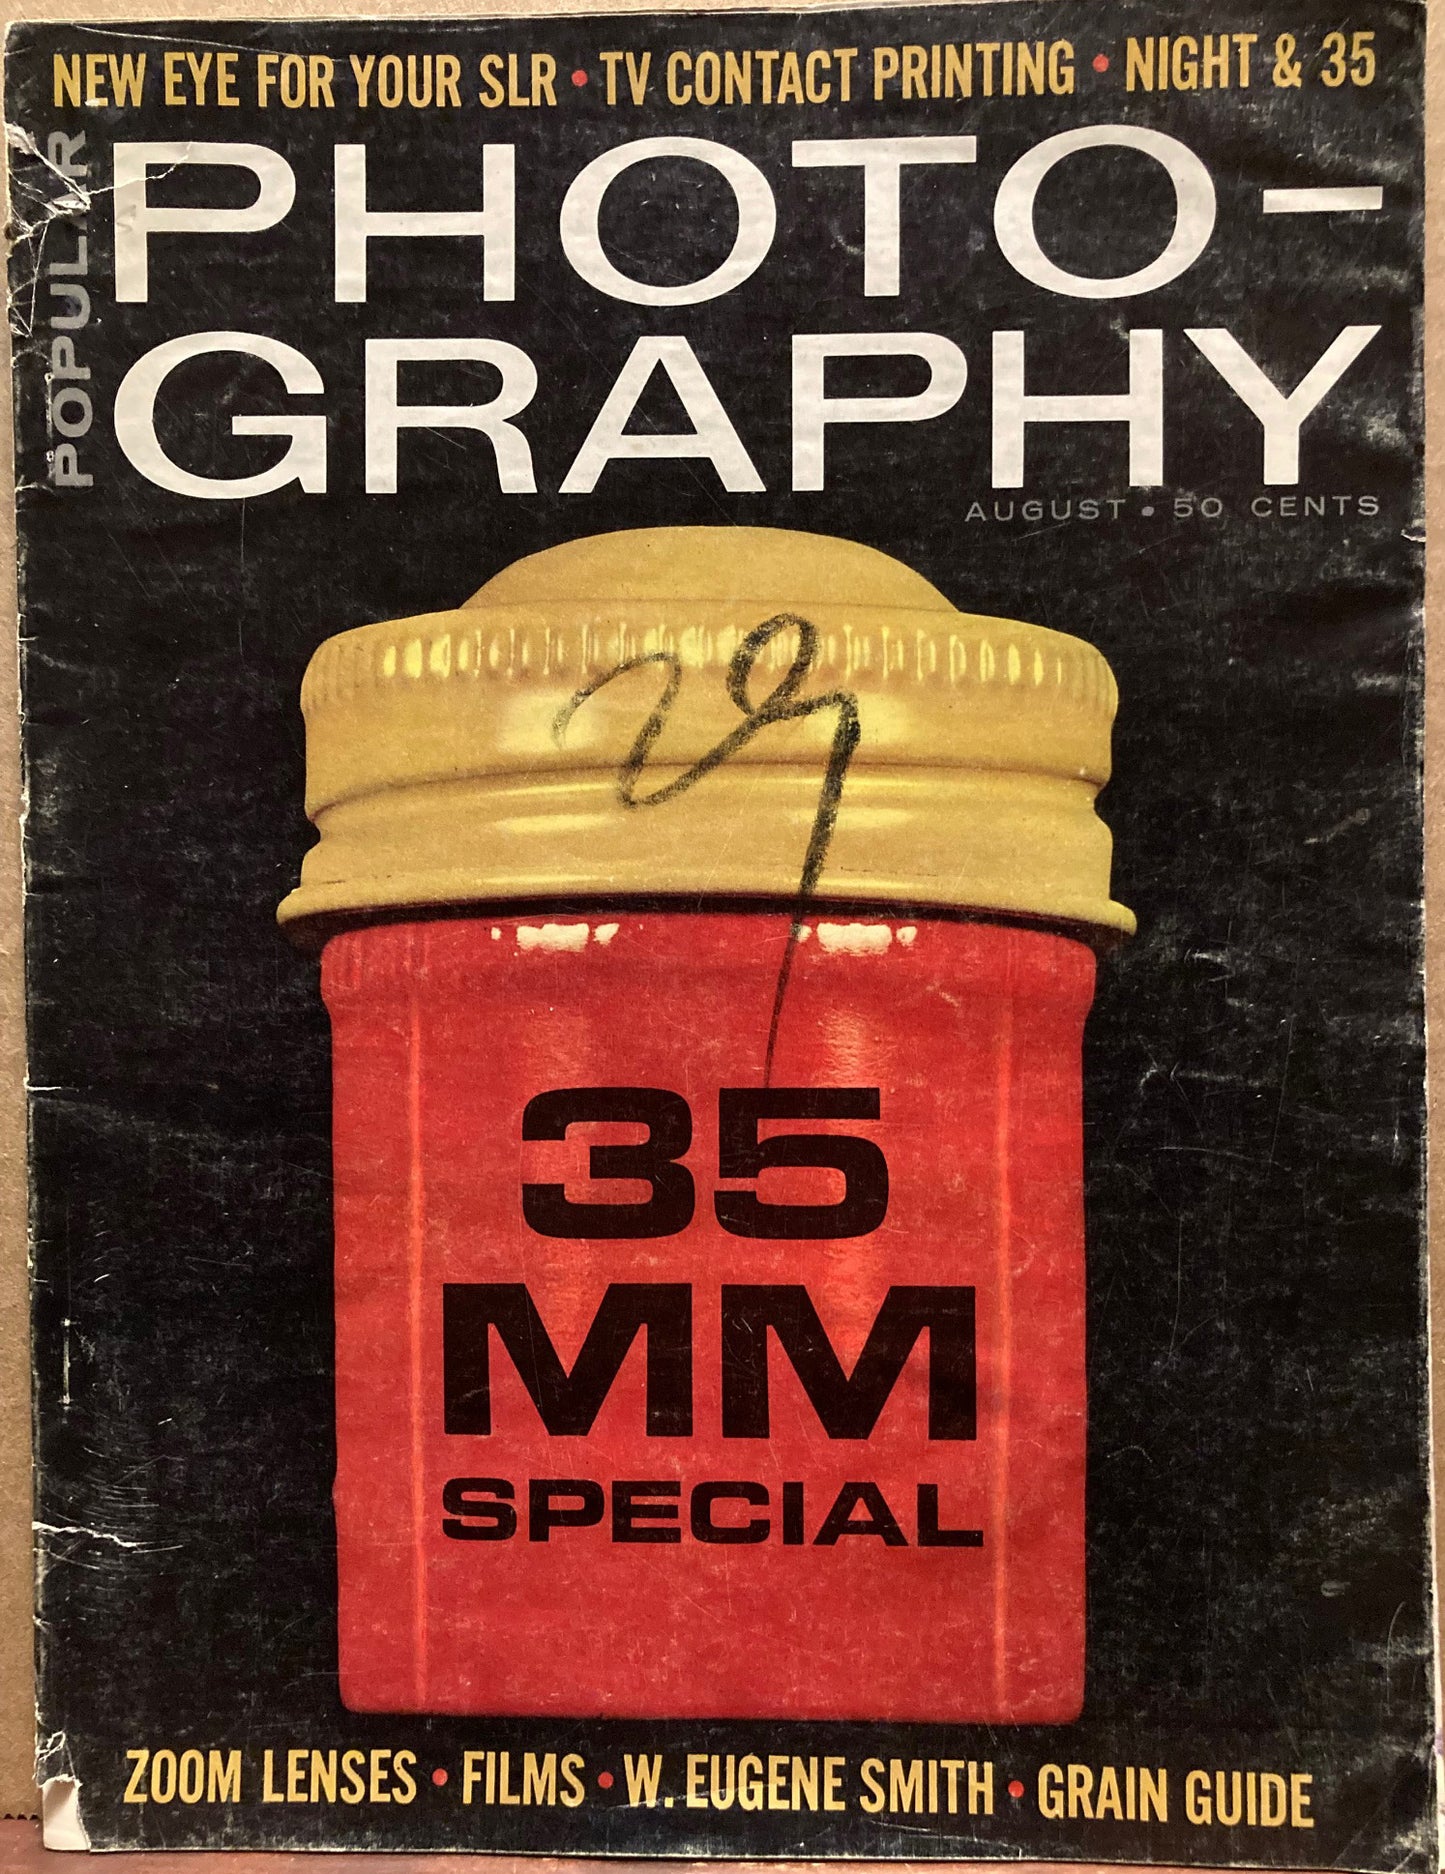 NEW EYE FOR YOUR SLR • TV CONTACT PRINTING • NIGHT & 35
POPULAR
PHOTO-
GRAPHY
AUGUST • 50 CENTS
35
MM
SPECIAL
ZOOM LENSES • FILMS • W. EUGENE SMITH • GRAIN GUIDE